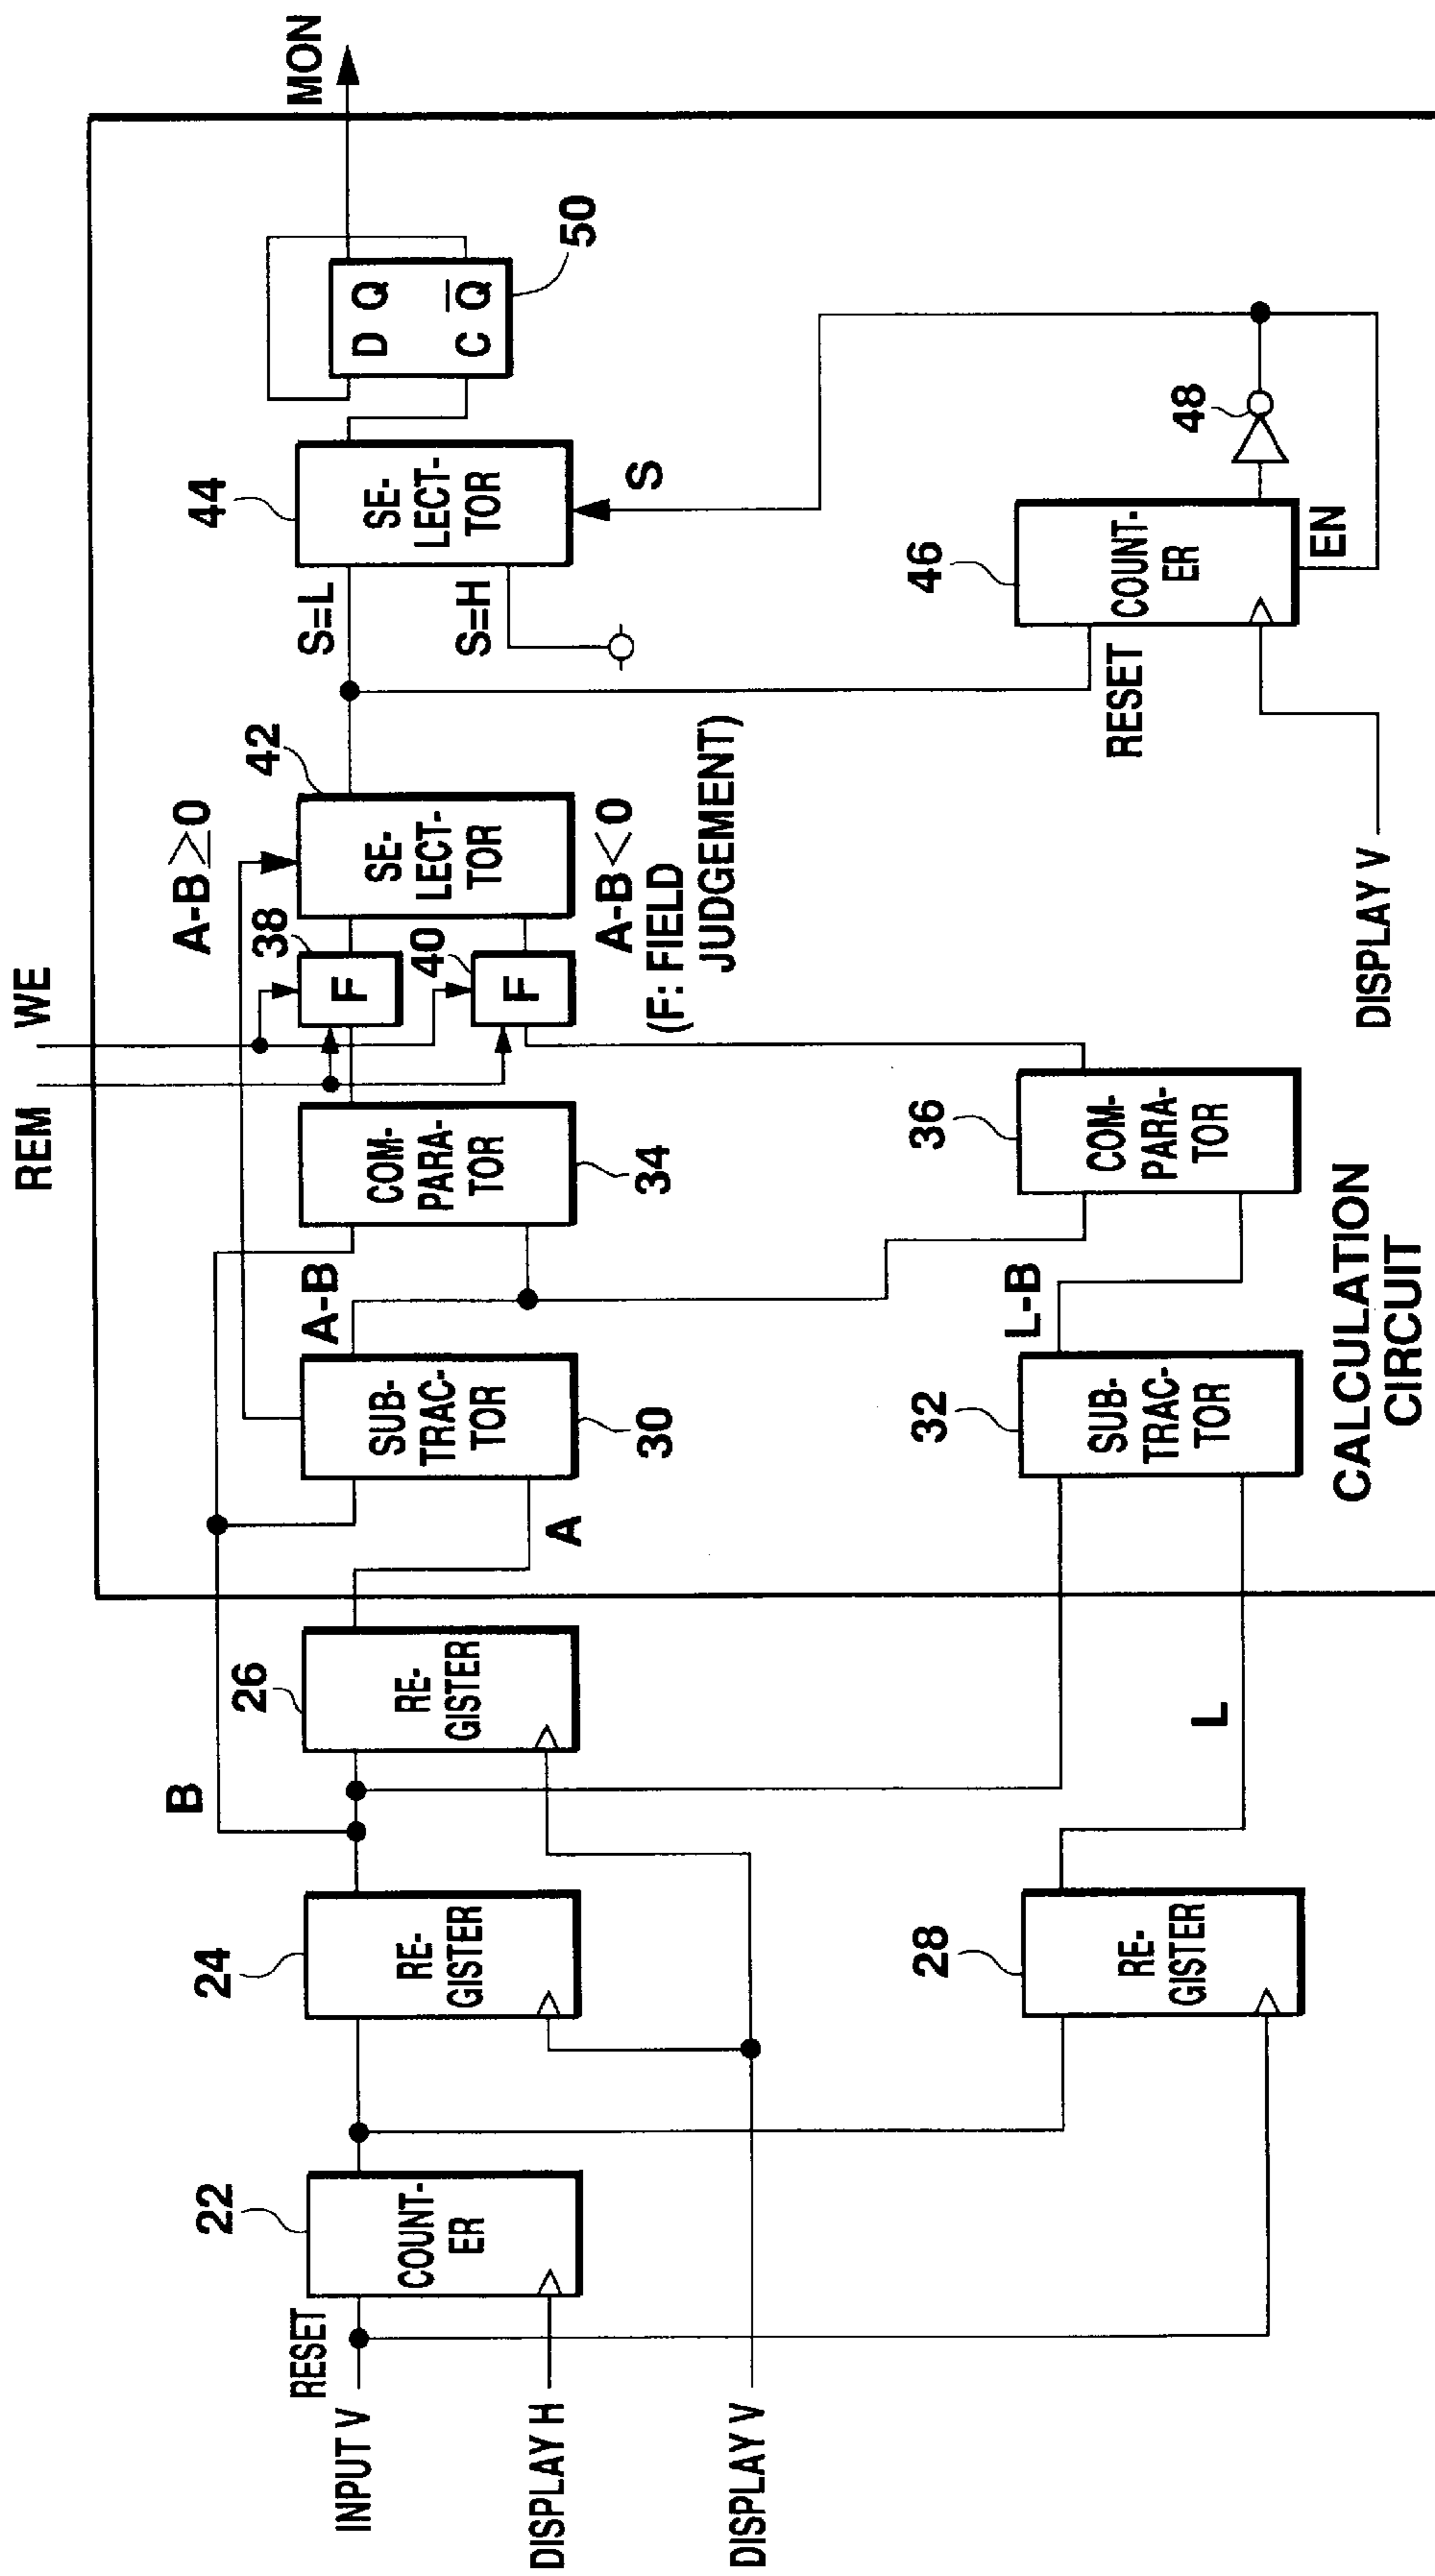 REM
WE
MON
INPUT V
RESET
DISPLAY H
DISPLAY V
22
COUNT-
ER
24
RE-
GISTER
B
26
RE-
GISTER
28
RE-
GISTER
L
A
30
SUB-
TRAC-
TOR
A-B
32
SUB-
TRAC-
TOR
L-B
34
COM-
PARA-
TOR
36
COM-
PARA-
TOR
38
F
40
F
A-B≥0
42
SE-
LECT-
TOR
A-B<0
(F: FIELD
JUDGEMENT)
S=L
S=H
44
SE-
LECT-
TOR
S
50
D Q
C Q̅
46
RESET
COUNT-
ER
EN
48
DISPLAY V
CALCULATION
CIRCUIT